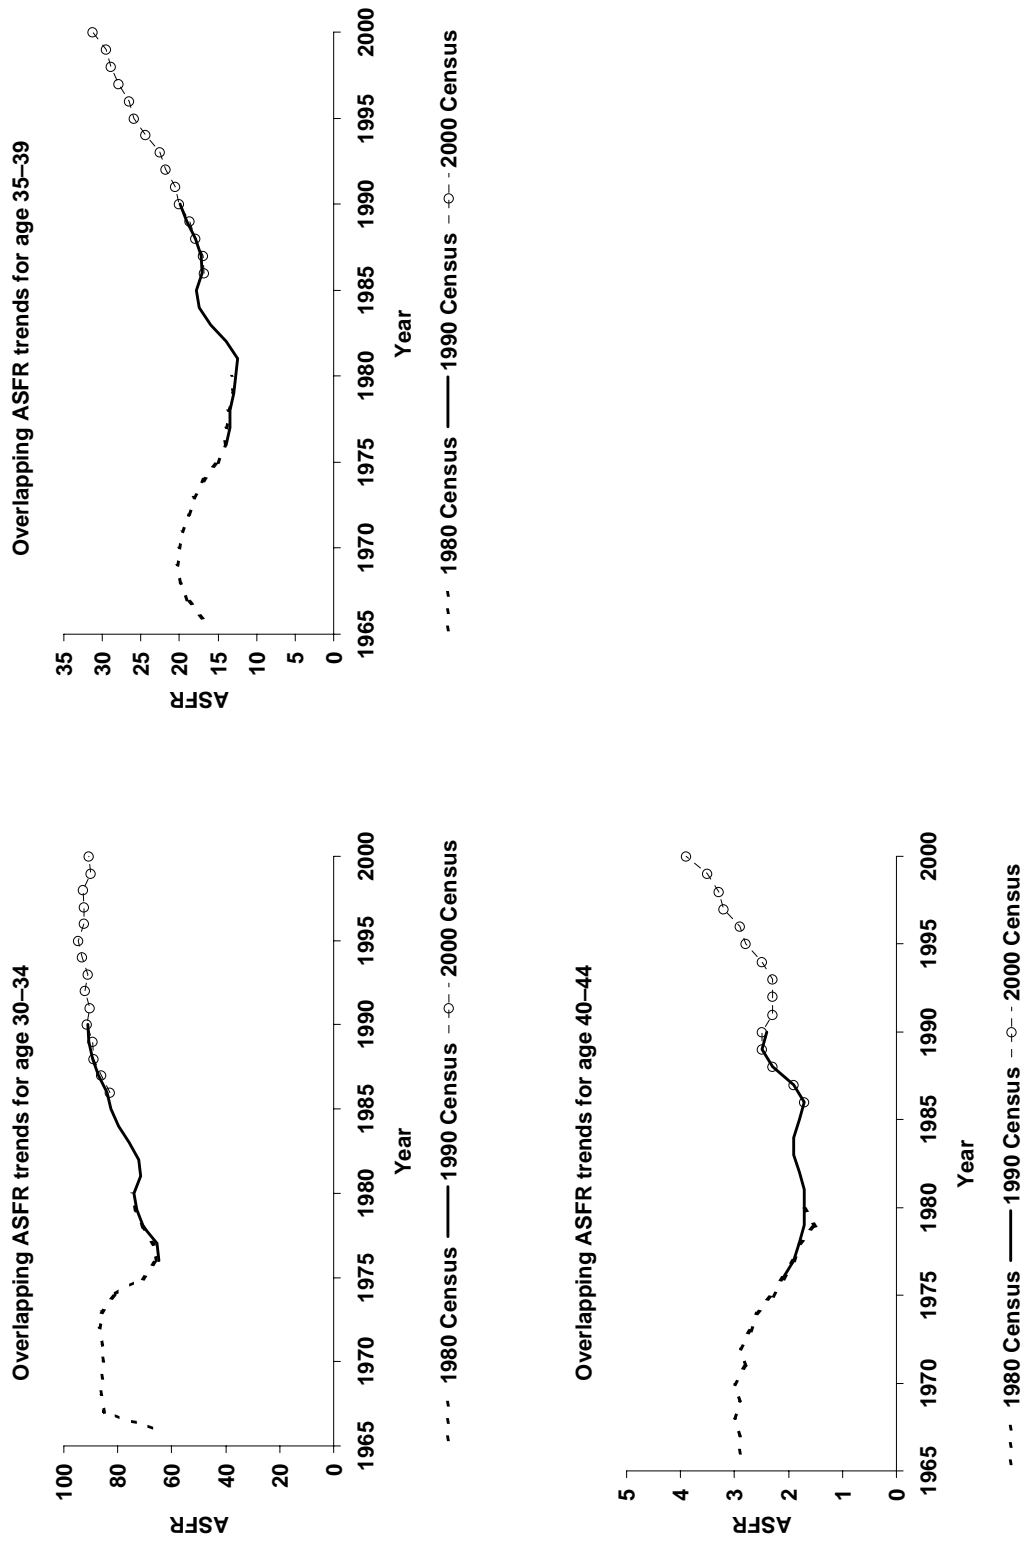 Overlapping ASFR trends for age 30–34
100
80
60
40
20
0
ASFR
1965 1970 1975 1980 1985 1990 1995 2000
Year
1980 Census 1990 Census 2000 Census
Overlapping ASFR trends for age 35–39
35
30
25
20
15
10
5
0
ASFR
1965 1970 1975 1980 1985 1990 1995 2000
Year
1980 Census 1990 Census 2000 Census
Overlapping ASFR trends for age 40–44
5
4
3
2
1
0
ASFR
1965 1970 1975 1980 1985 1990 1995 2000
Year
1980 Census 1990 Census 2000 Census